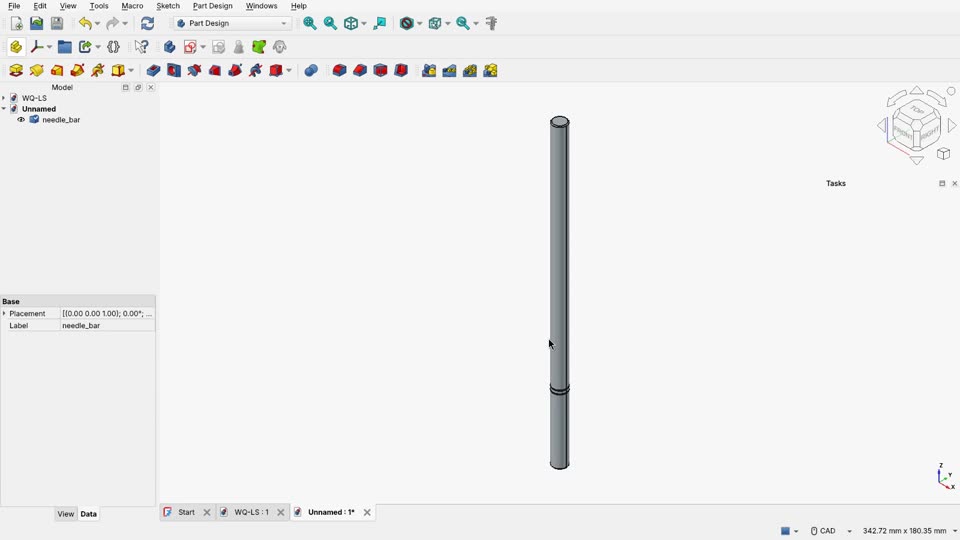 File Edit View Tools Macro Sketch Part Design Windows Help
Part Design
Model
WQ-LS
Unnamed
needle_bar
FRONT
RIGHT
Tasks
Base
Placement [(0.00 0.00 1.00); 0.00°; ...
Label needle_bar
Z
Y
X
View Data
Start WQ-LS : 1 Unnamed : 1*
CAD 342.72 mm x 180.35 mm